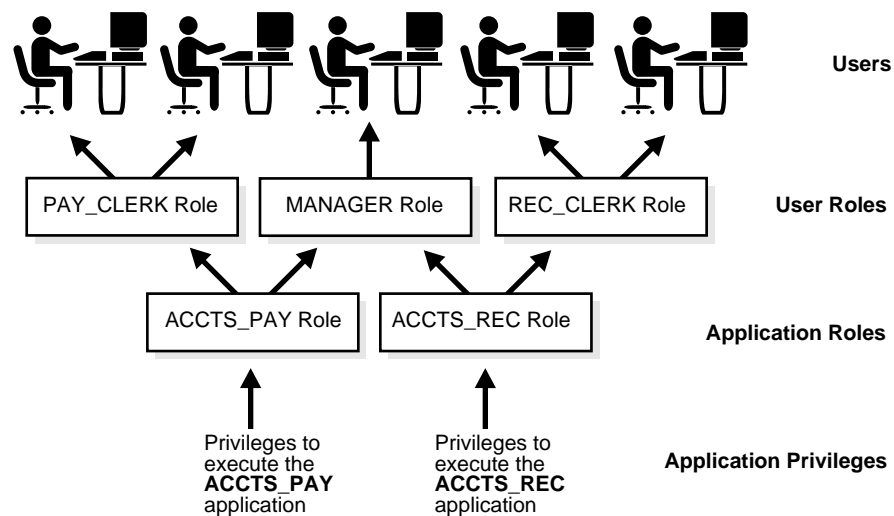 Users
PAY_CLERK Role
MANAGER Role
REC_CLERK Role
User Roles
ACCTS_PAY Role
ACCTS_REC Role
Application Roles
Privileges to
execute the
ACCTS_PAY
application
Privileges to
execute the
ACCTS_REC
application
Application Privileges